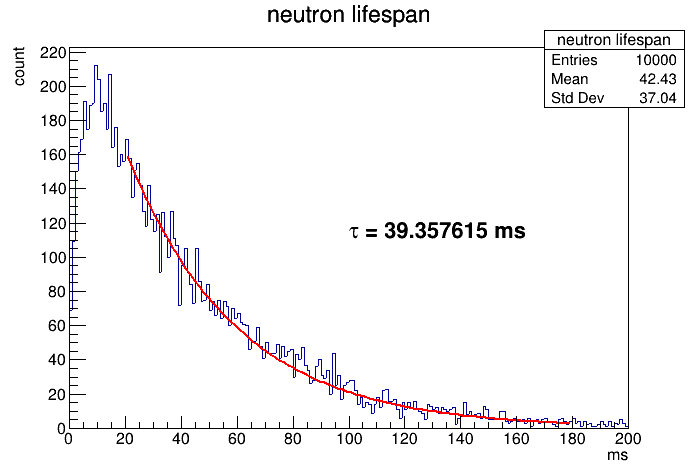 neutron lifespan
neutron lifespan
Entries 10000
Mean 42.43
Std Dev 37.04
count
220
200
180
160
140
120
100
80
60
40
20
0
τ = 39.357615 ms
0 20 40 60 80 100 120 140 160 180 200
ms